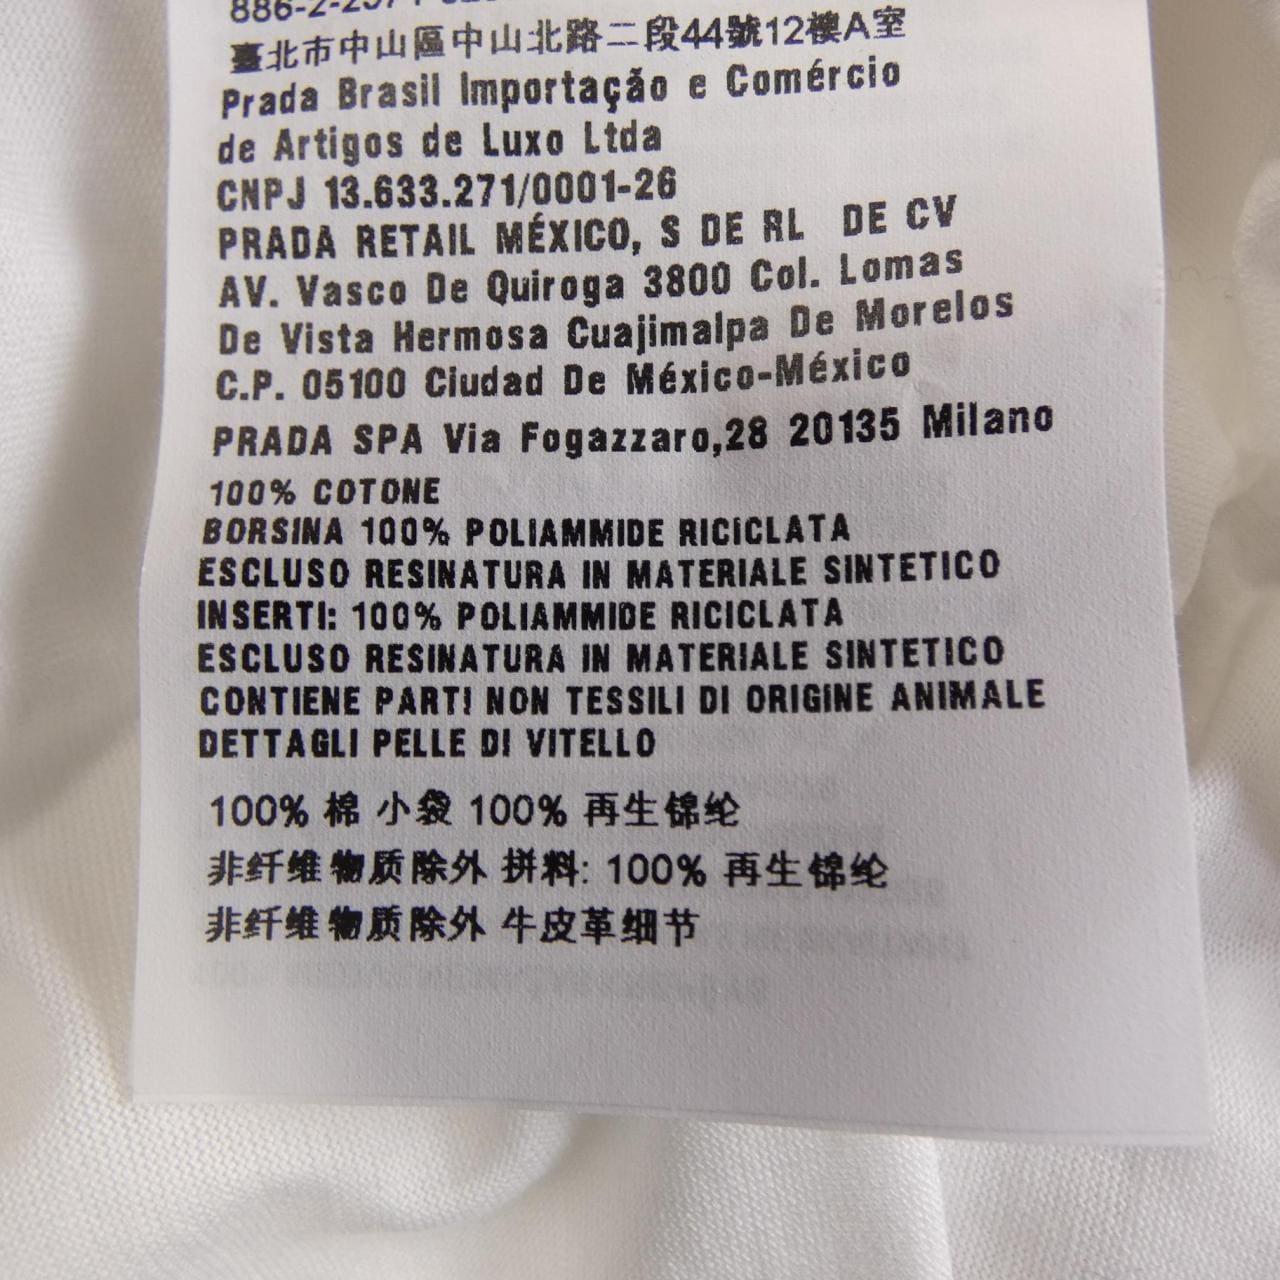 臺北市中山區中山北路二段44號12樓A室
Prada Brasil Importação e Comércio
de Artigos de Luxo Ltda
CNPJ 13.633.271/0001-26
PRADA RETAIL MÉXICO, S DE RL DE CV
AV. Vasco De Quiroga 3800 Col. Lomas
De Vista Hermosa Cuajimalpa De Morelos
C.P. 05100 Ciudad De México-México
PRADA SPA Via Fogazzaro,28 20135 Milano
100% COTONE
BORSINA 100% POLIAMMIDE RICICLATA
ESCLUSO RESINATURA IN MATERIALE SINTETICO
INSERTI: 100% POLIAMMIDE RICICLATA
ESCLUSO RESINATURA IN MATERIALE SINTETICO
CONTIENE PARTI NON TESSILI DI ORIGINE ANIMALE
DETTAGLI PELLE DI VITELLO
100% 棉 小袋 100% 再生锦纶
非纤维物质除外 拼料: 100% 再生锦纶
非纤维物质除外 牛皮革细节